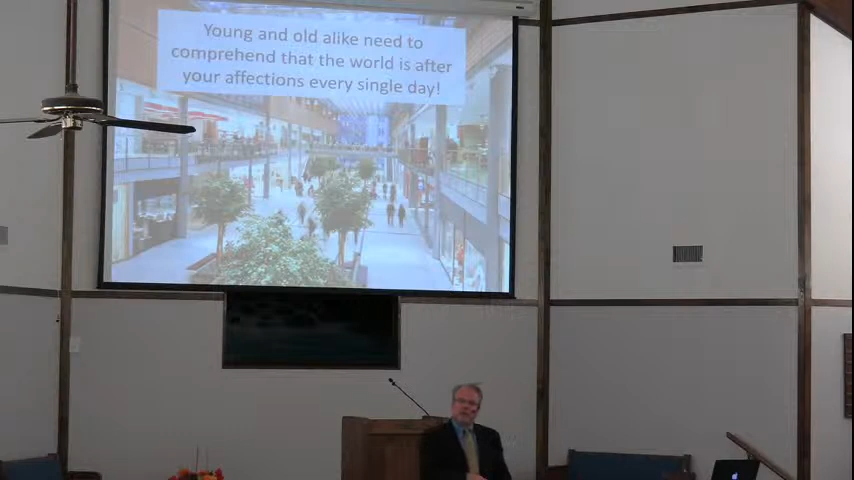 Young and old alike need to
comprehend that the world is after
your affections every single day!